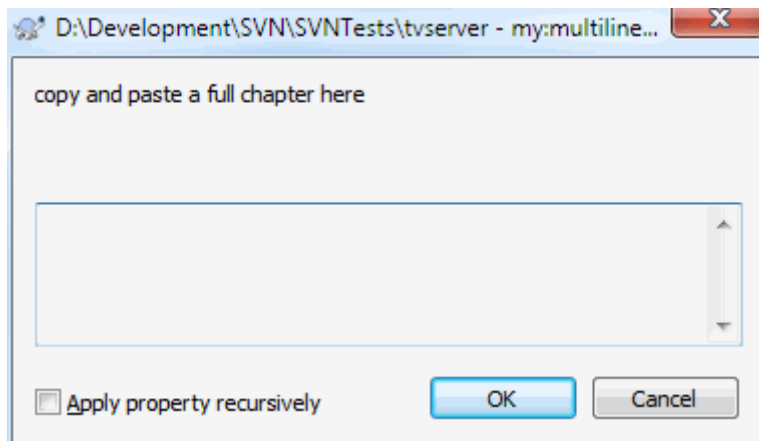 D:\Development\SVN\SVNTests\tvserver - my:multiline...
copy and paste a full chapter here
Apply property recursively
OK
Cancel